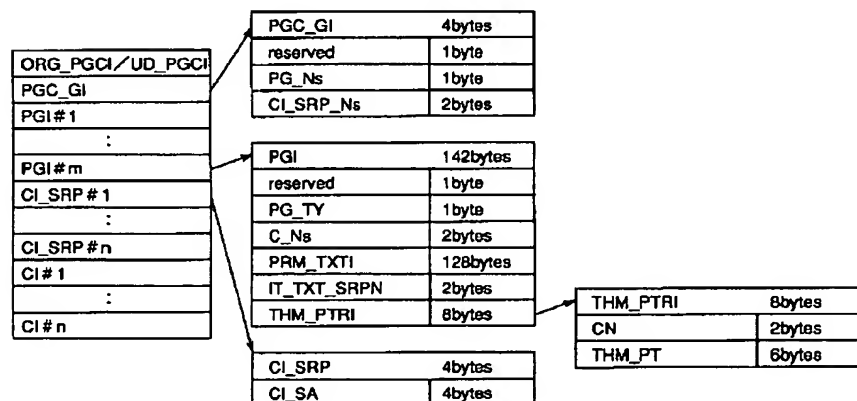 ORG_PGCI/UD_PGCI
PGC_GI
PGI#1
:
PGI#m
CI_SRP#1
:
CI_SRP#n
CI#1
:
CI#n
PGC_GI 4bytes
reserved 1byte
PG_Ns 1byte
CI_SRP_Ns 2bytes
PGI 142bytes
reserved 1byte
PG_TY 1byte
C_Ns 2bytes
PRM_TXTI 128bytes
IT_TXT_SRPN 2bytes
THM_PTRI 8bytes
THM_PTRI 8bytes
CN 2bytes
THM_PT 6bytes
CI_SRP 4bytes
CI_SA 4bytes